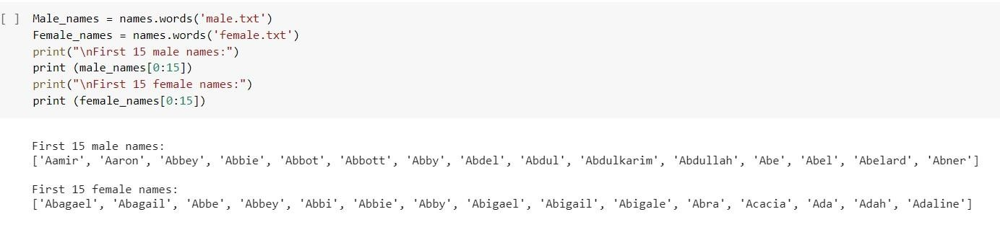 [ ] Male_names = names.words('male.txt')
Female_names = names.words('female.txt')
print("\nFirst 15 male names:")
print (male_names[0:15])
print("\nFirst 15 female names:")
print (female_names[0:15])
First 15 male names:
['Aamir', 'Aaron', 'Abbey', 'Abbie', 'Abbot', 'Abbott', 'Abby', 'Abdel', 'Abdul', 'Abdulkarim', 'Abdullah', 'Abe', 'Abel', 'Abelard', 'Abner']
First 15 female names:
['Abagael', 'Abagail', 'Abbe', 'Abbey', 'Abbi', 'Abbie', 'Abby', 'Abigael', 'Abigail', 'Abigale', 'Abra', 'Acacia', 'Ada', 'Adah', 'Adaline']